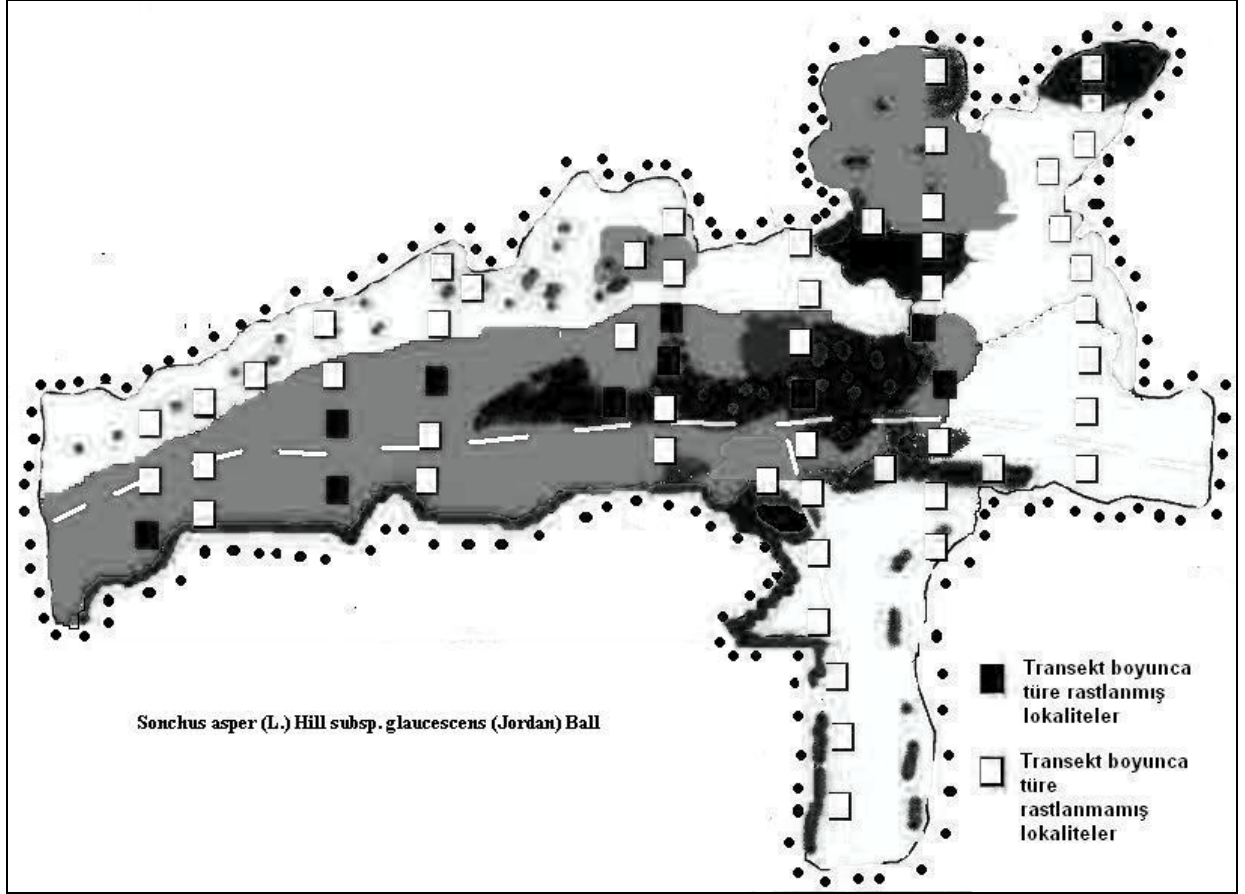 Transekt boyunca
türe rastlanmış
lokaliteler
Sonchus asper (L.) Hill subsp. glaucescens (Jordan) Ball
Transekt boyunca
türe
rastlanmamış
lokaliteler